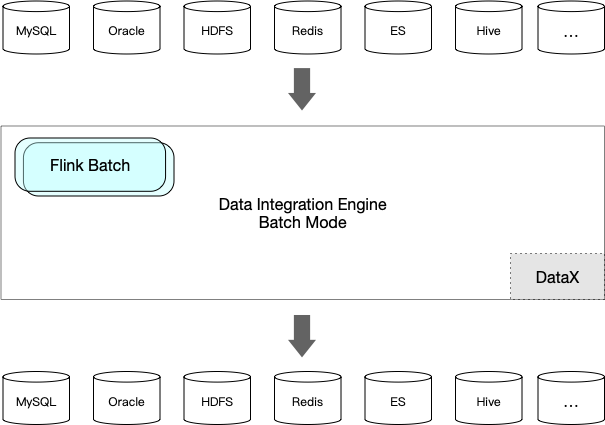 MySQL
Oracle
HDFS
Redis
ES
Hive
...
Flink Batch
Data Integration Engine
Batch Mode
DataX
MySQL
Oracle
HDFS
Redis
ES
Hive
...